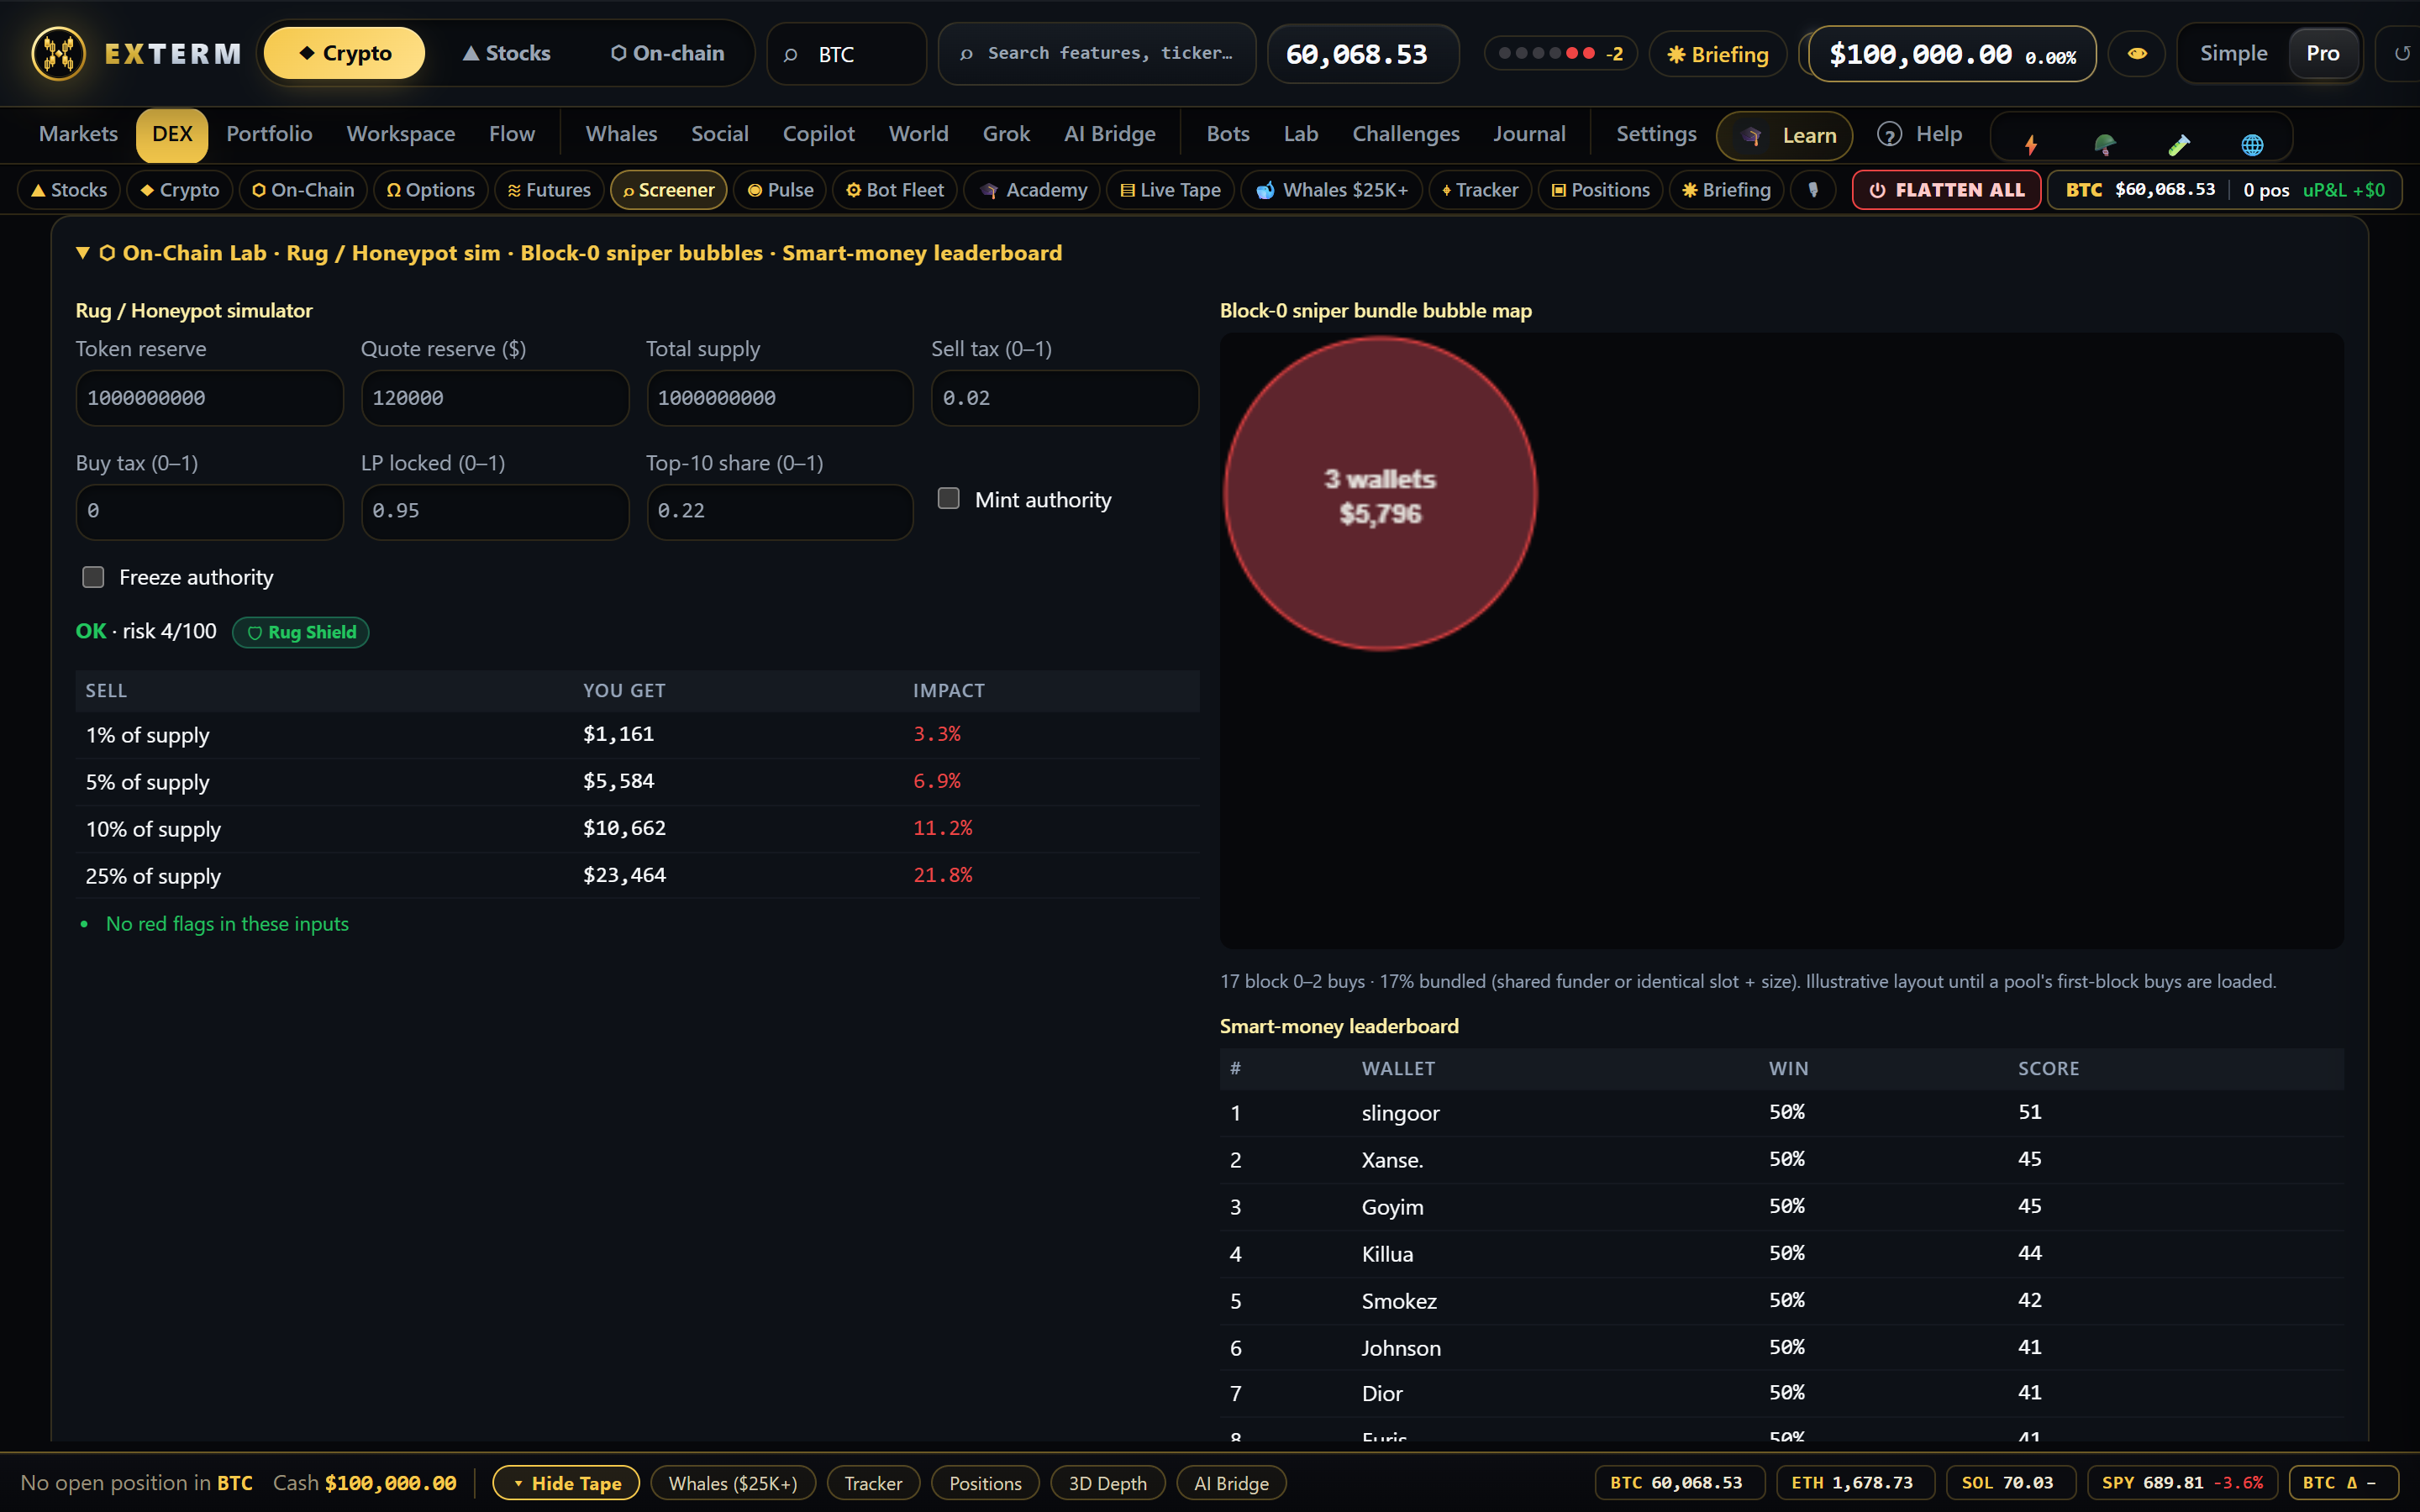 EXTERM Crypto Stocks On-chain BTC Search features, ticker… 60,068.53 -2 Briefing $100,000.00 0.00% Simple Pro
Markets DEX Portfolio Workspace Flow Whales Social Copilot World Grok AI Bridge Bots Lab Challenges Journal Settings Learn ? Help
Stocks Crypto On-Chain Options Futures Screener Pulse Bot Fleet Academy Live Tape Whales $25K+ Tracker Positions Briefing FLATTEN ALL BTC $60,068.53 0 pos uP&L +$0
▼ On-Chain Lab · Rug / Honeypot sim · Block-0 sniper bubbles · Smart-money leaderboard
Rug / Honeypot simulator
Token reserve Quote reserve ($) Total supply Sell tax (0–1)
1000000000 120000 1000000000 0.02
Buy tax (0–1) LP locked (0–1) Top-10 share (0–1)
0 0.95 0.22 Mint authority
Freeze authority
OK · risk 4/100 Rug Shield
SELL YOU GET IMPACT
1% of supply $1,161 3.3%
5% of supply $5,584 6.9%
10% of supply $10,662 11.2%
25% of supply $23,464 21.8%
• No red flags in these inputs
Block-0 sniper bundle bubble map
3 wallets
$5,796
17 block 0–2 buys · 17% bundled (shared funder or identical slot + size). Illustrative layout until a pool's first-block buys are loaded.
Smart-money leaderboard
# WALLET WIN SCORE
1 slingoor 50% 51
2 Xanse. 50% 45
3 Goyim 50% 45
4 Killua 50% 44
5 Smokez 50% 42
6 Johnson 50% 41
7 Dior 50% 41
8 50% 41
No open position in BTC Cash $100,000.00 ▼ Hide Tape Whales ($25K+) Tracker Positions 3D Depth AI Bridge BTC 60,068.53 ETH 1,678.73 SOL 70.03 SPY 689.81 -3.6% BTC Δ –